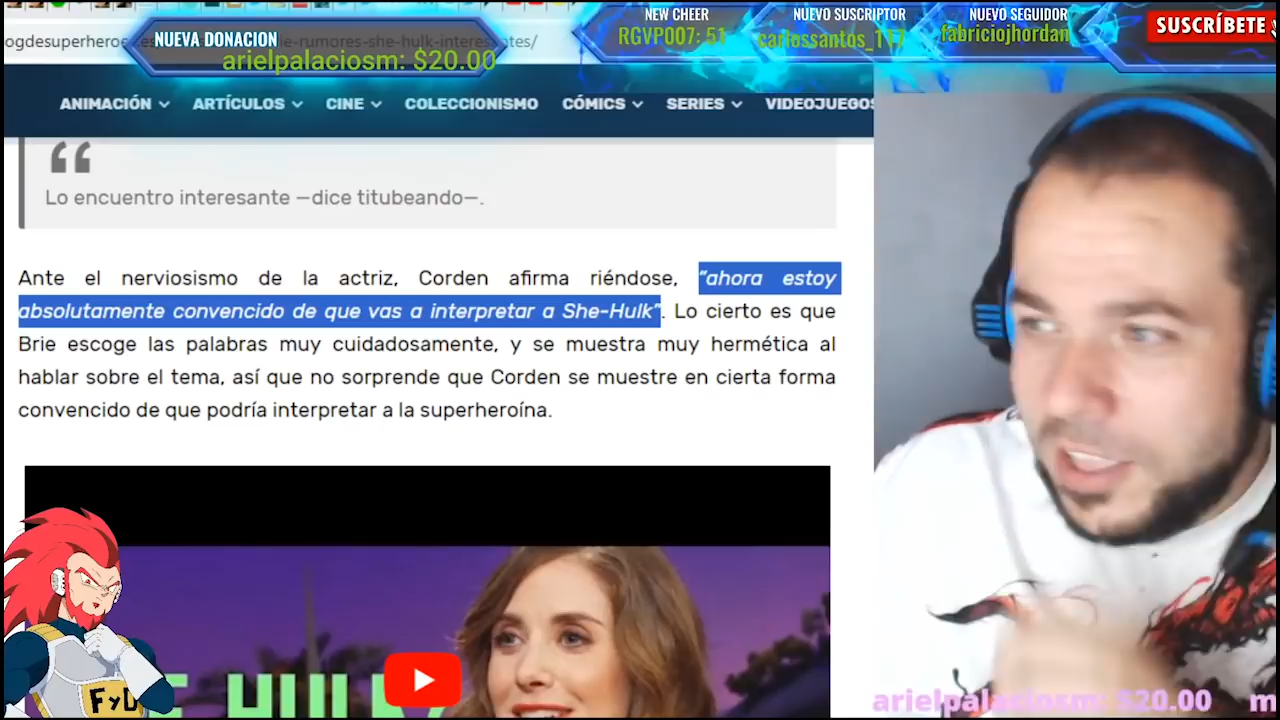 NEW CHEER
NUEVO SUSCRIPTOR
NUEVO SEGUIDOR
SUSCRÍBETE
NUEVA DONACION
RGVP007: 51
carlossantos_117
fabriciojhordan
arielpalaciosm: $20.00
ANIMACIÓN
ARTÍCULOS
CINE
COLECCIONISMO
CÓMICS
SERIES
VIDEOJUEGOS
“
Lo encuentro interesante —dice titubeando—.
Ante el nerviosismo de la actriz, Corden afirma riéndose, “ahora estoy
absolutamente convencido de que vas a interpretar a She-Hulk”. Lo cierto es que
Brie escoge las palabras muy cuidadosamente, y se muestra muy hermética al
hablar sobre el tema, así que no sorprende que Corden se muestre en cierta forma
convencido de que podría interpretar a la superheroína.
FyD
arielpalaciosm: $20.00 m